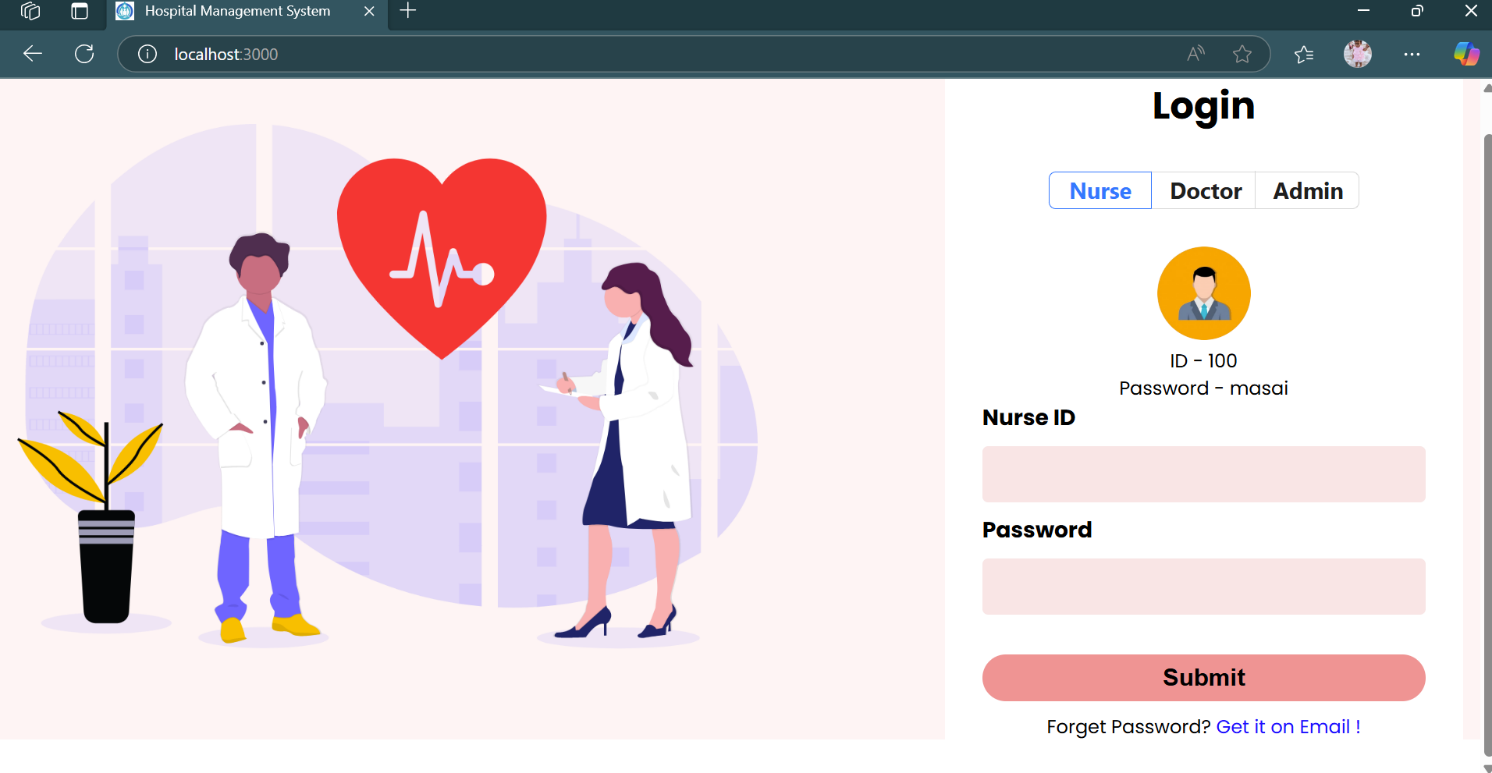 Hospital Management System
localhost:3000
Login
Nurse Doctor Admin
ID - 100
Password - masai
Nurse ID
Password
Submit
Forget Password? Get it on Email !